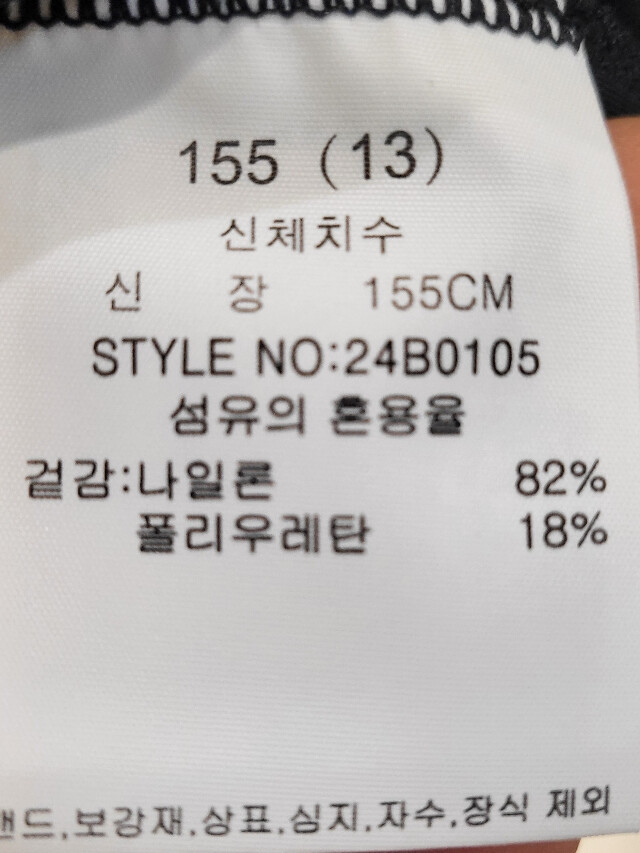 155 (13)
신체치수
신 장 155CM
STYLE NO:24B0105
섬유의 혼용율
겉감:나일론 82%
폴리우레탄 18%
보강재,상표,심지,자수,장식 제외